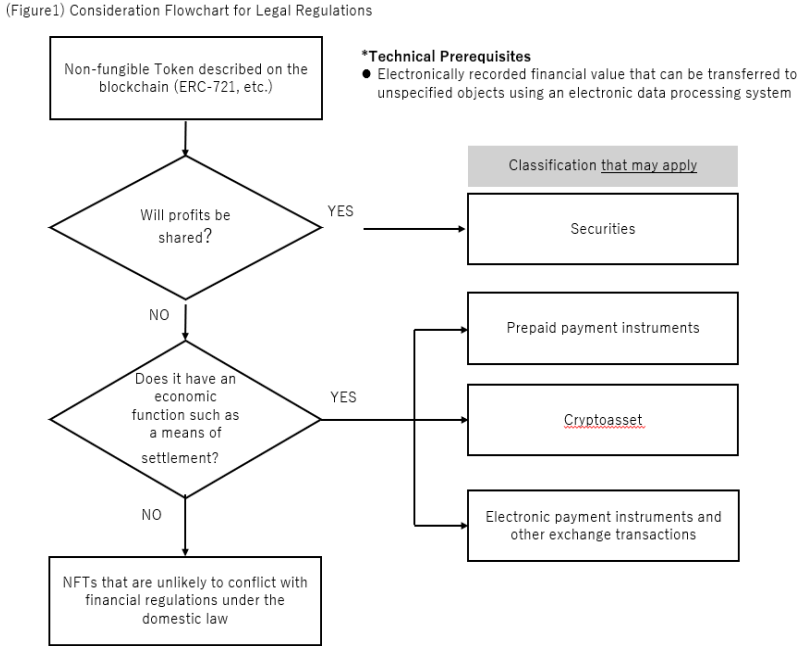 (Figure1) Consideration Flowchart for Legal Regulations
Non-fungible Token described on the
blockchain (ERC-721, etc.)
*Technical Prerequisites
● Electronically recorded financial value that can be transferred to
unspecified objects using an electronic data processing system
Classification that may apply
Will profits be
shared?
YES
Securities
NO
Prepaid payment instruments
Does it have an
economic
function such as
a means of
settlement?
YES
Cryptoasset
Electronic payment instruments and
other exchange transactions
NO
NFTs that are unlikely to conflict with
financial regulations under the
domestic law